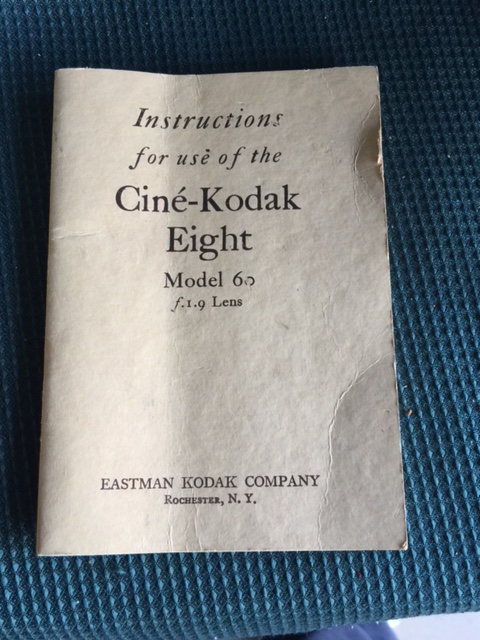 Instructions
for use of the
Ciné-Kodak
Eight
Model 60
f.1.9 Lens
EASTMAN KODAK COMPANY
ROCHESTER, N. Y.